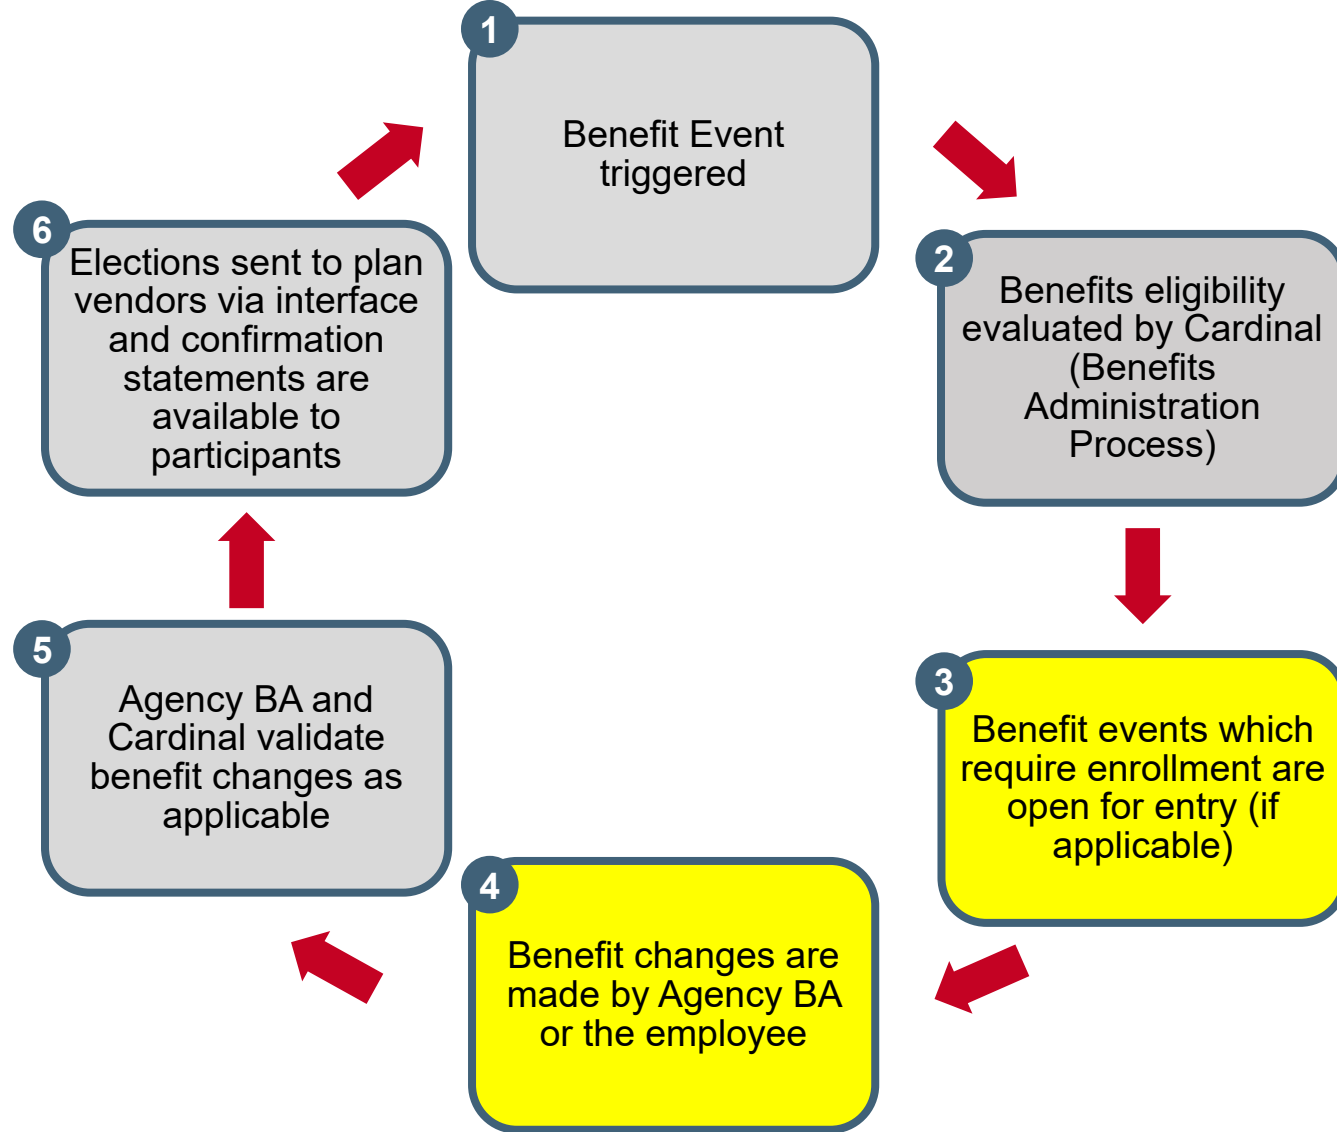 1
Benefit Event
triggered
2
Benefits eligibility
evaluated by Cardinal
(Benefits
Administration
Process)
3
Benefit events which
require enrollment are
open for entry (if
applicable)
4
Benefit changes are
made by Agency BA
or the employee
5
Agency BA and
Cardinal validate
benefit changes as
applicable
6
Elections sent to plan
vendors via interface
and confirmation
statements are
available to
participants